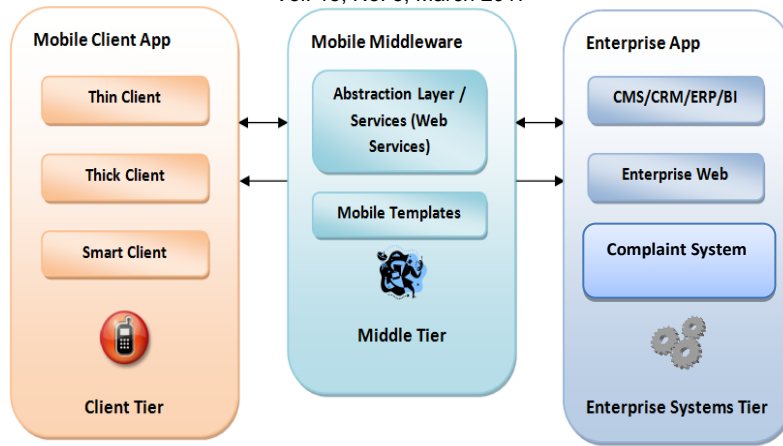 Mobile Client App
Thin Client
Thick Client
Smart Client
Client Tier
Mobile Middleware
Abstraction Layer /
Services (Web
Services)
Mobile Templates
Middle Tier
Enterprise App
CMS/CRM/ERP/BI
Enterprise Web
Complaint System
Enterprise Systems Tier